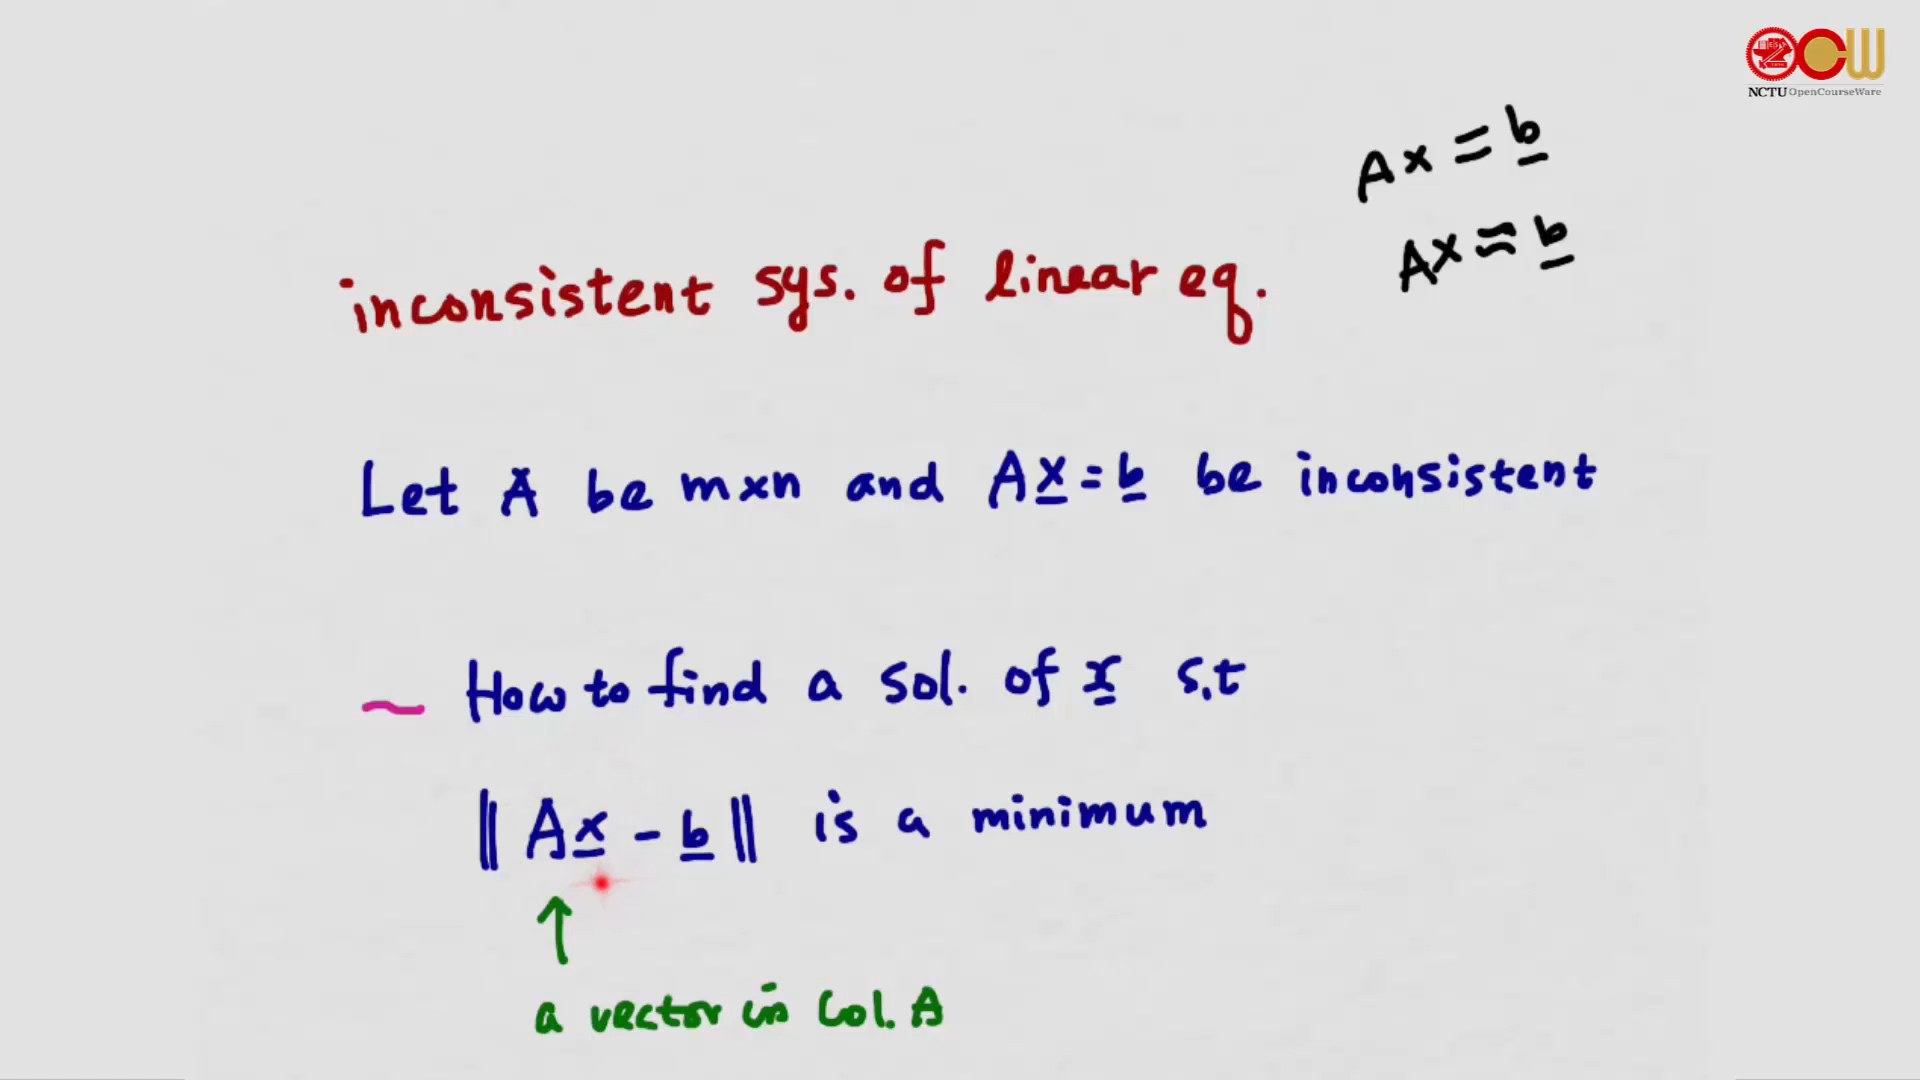 NCTU OpenCourseWare
Ax = b
Ax ≈ b
inconsistent sys. of linear eq.
Let A be m×n and Ax = b be inconsistent
~ How to find a sol. of x s.t
‖ Ax - b ‖ is a minimum
↑
a vector in Col. A